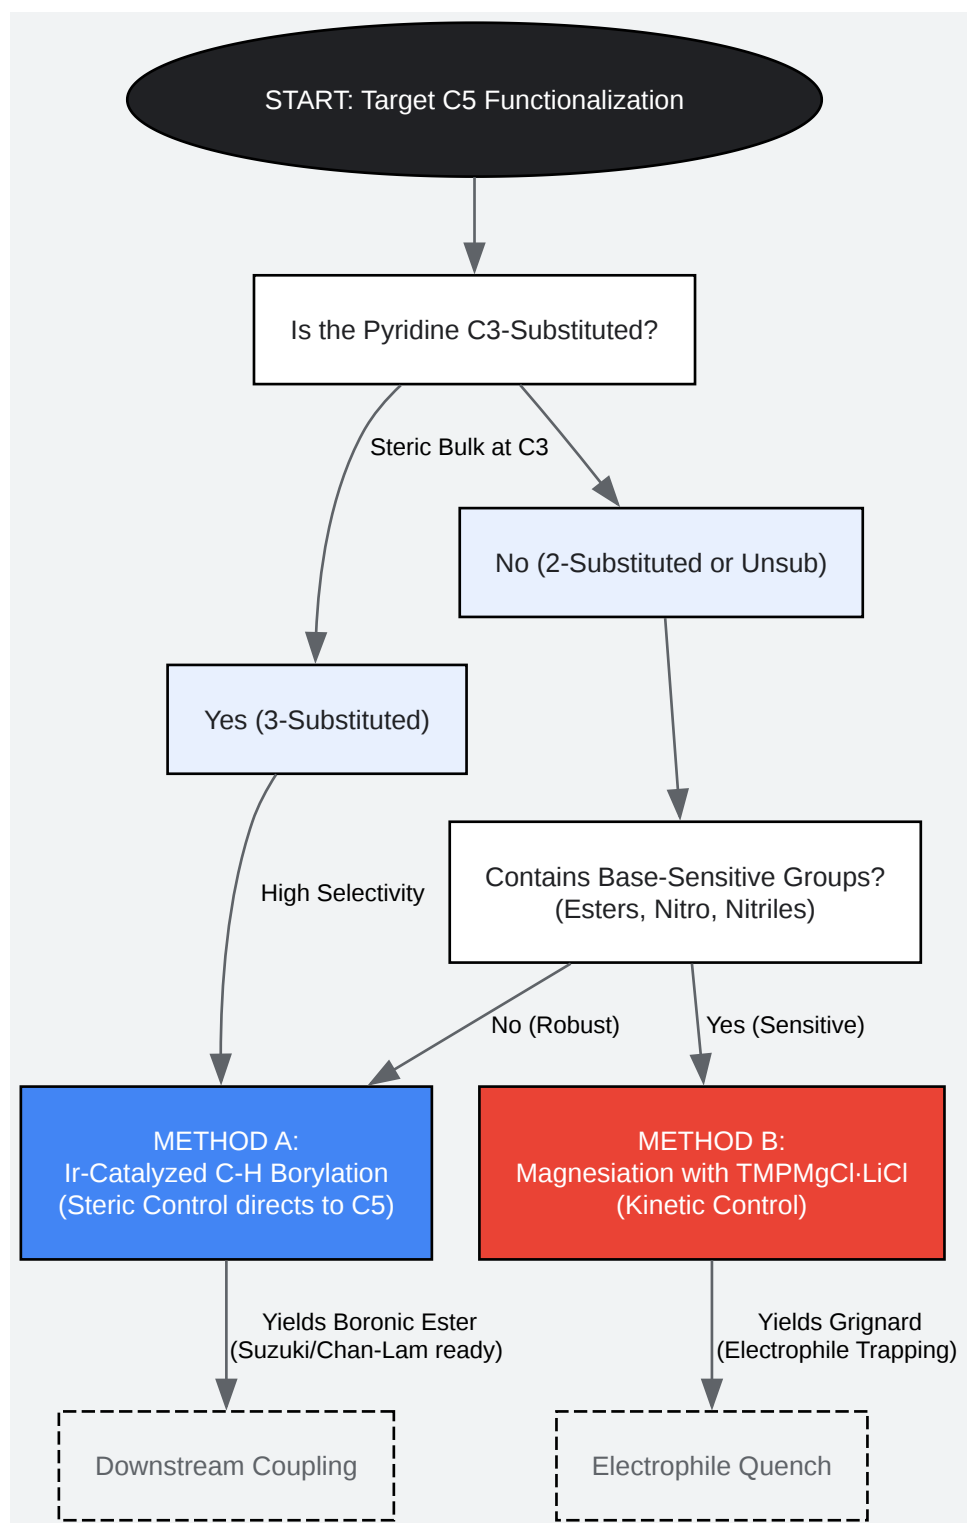 START: Target C5 Functionalization
Is the Pyridine C3-Substituted?
Steric Bulk at C3
No (2-Substituted or Unsub)
Yes (3-Substituted)
Contains Base-Sensitive Groups?
(Esters, Nitro, Nitriles)
High Selectivity
No (Robust)
Yes (Sensitive)
METHOD A:
Ir-Catalyzed C-H Borylation
(Steric Control directs to C5)
METHOD B:
Magnesiation with TMPMgCl·LiCl
(Kinetic Control)
Yields Boronic Ester
(Suzuki/Chan-Lam ready)
Yields Grignard
(Electrophile Trapping)
Downstream Coupling
Electrophile Quench